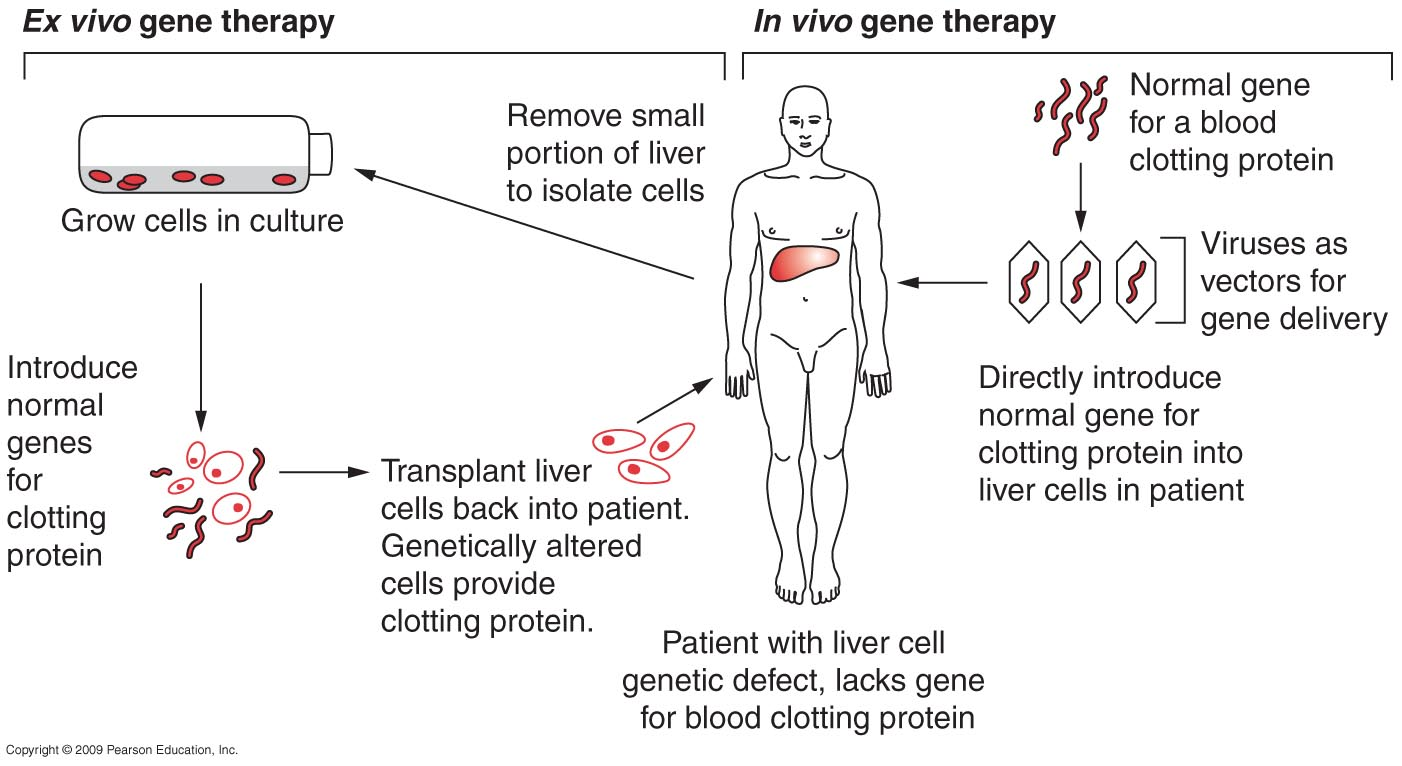 Ex vivo gene therapy
In vivo gene therapy
Remove small
portion of liver
to isolate cells
Grow cells in culture
Introduce
normal
genes
for
clotting
protein
Transplant liver
cells back into patient.
Genetically altered
cells provide
clotting protein.
Normal gene
for a blood
clotting protein
Viruses as
vectors for
gene delivery
Directly introduce
normal gene for
clotting protein into
liver cells in patient
Patient with liver cell
genetic defect, lacks gene
for blood clotting protein
Copyright © 2009 Pearson Education, Inc.